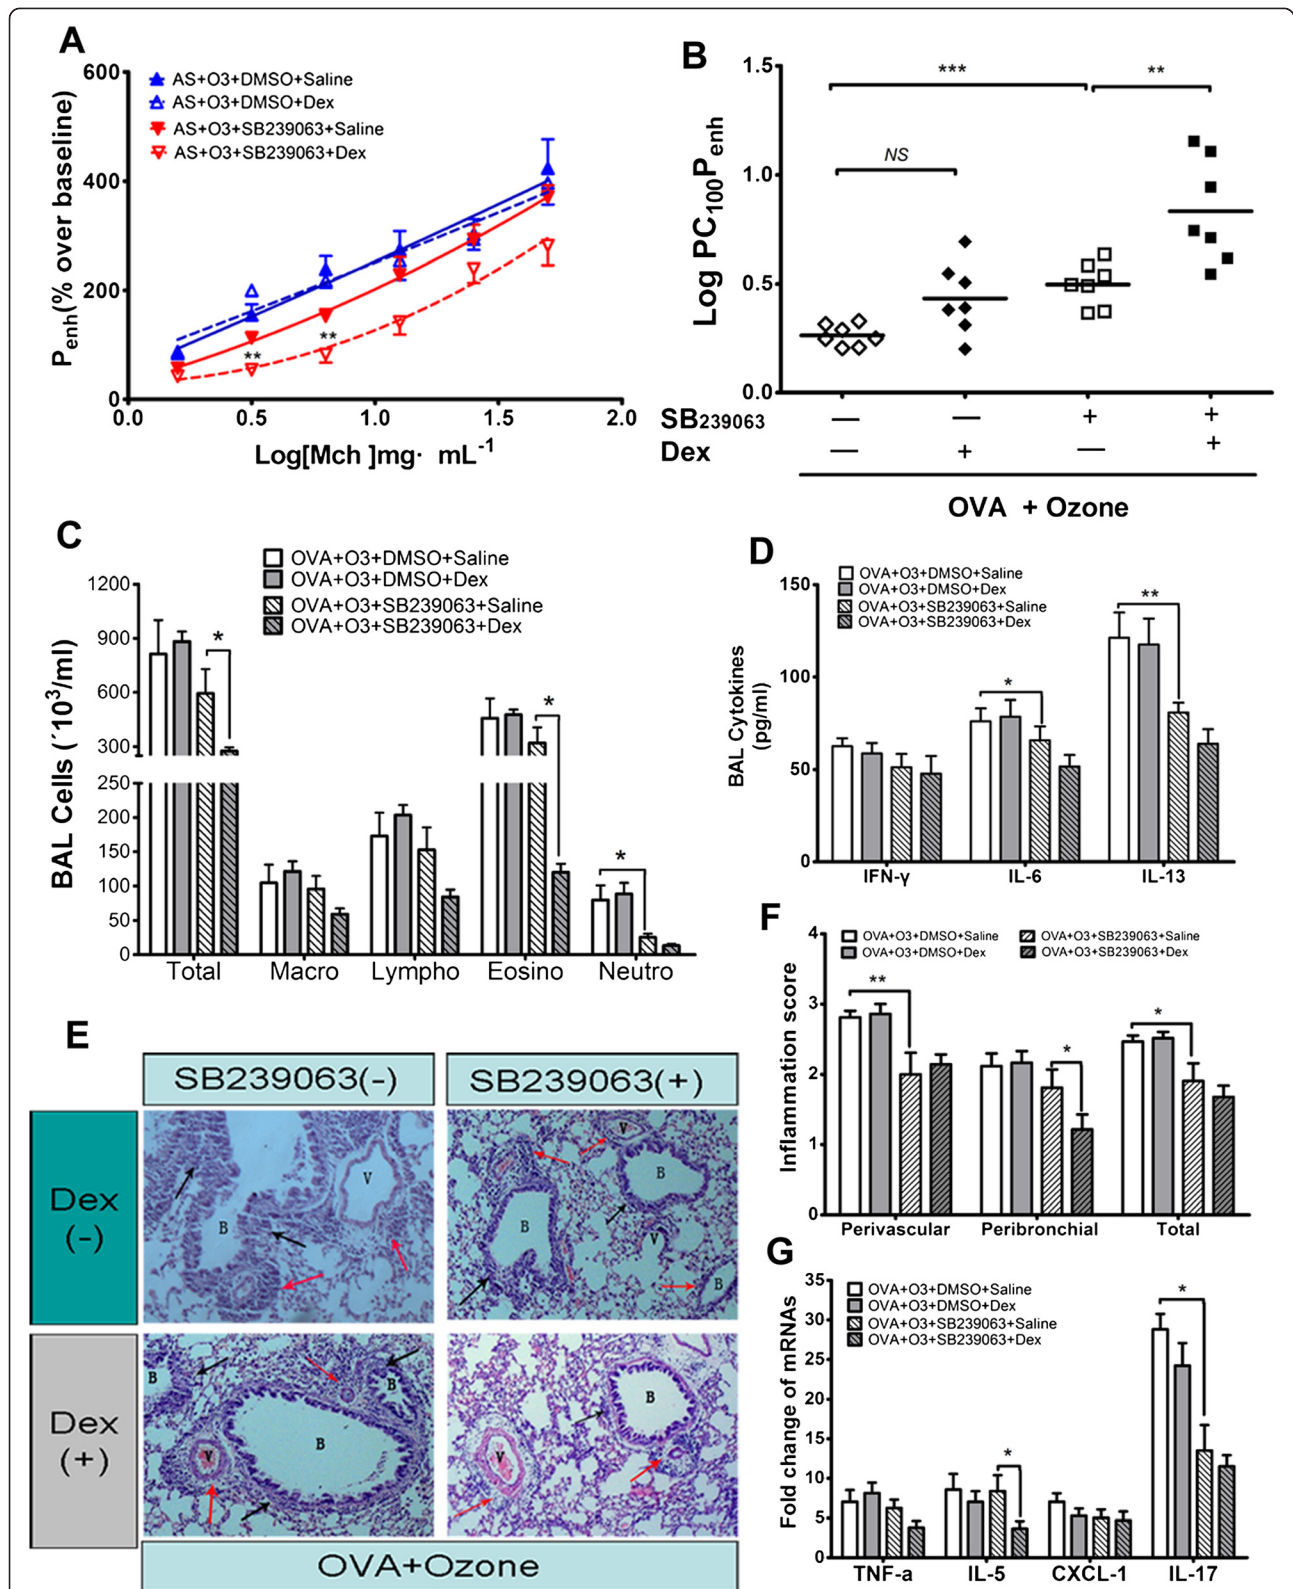 A
600
400
200
0
Penh(% over baseline)
AS+O3+DMSO+Saline
AS+O3+DMSO+Dex
AS+O3+SB239063+Saline
AS+O3+SB239063+Dex
**
**
0.0 0.5 1.0 1.5 2.0
Log[Mch ]mg· mL-1
B
1.5
1.0
0.5
0.0
Log PC100Penh
***
**
NS
SB239063 — — + +
Dex — + — +
OVA + Ozone
C
OVA+O3+DMSO+Saline
OVA+O3+DMSO+Dex
OVA+O3+SB239063+Saline
OVA+O3+SB239063+Dex
1200
900
600
300
250
200
150
100
50
0
BAL Cells (´10³/ml)
*
*
*
Total Macro Lympho Eosino Neutro
D
OVA+O3+DMSO+Saline
OVA+O3+DMSO+Dex
OVA+O3+SB239063+Saline
OVA+O3+SB239063+Dex
150
100
50
0
BAL Cytokines
(pg/ml)
*
**
IFN-γ IL-6 IL-13
E
SB239063(-) SB239063(+)
Dex
(-)
B V
V B B V B
Dex
(+)
B B B V
B V
OVA+Ozone
F
4
3
2
1
0
Inflammation score
OVA+O3+DMSO+Saline OVA+O3+SB239063+Saline
OVA+O3+DMSO+Dex OVA+O3+SB239063+Dex
**
*
*
Perivascular Peribronchial Total
G
35
30
25
20
15
10
5
0
Fold change of mRNAs
OVA+O3+DMSO+Saline
OVA+O3+DMSO+Dex
OVA+O3+SB239063+Saline
OVA+O3+SB239063+Dex
*
*
TNF-a IL-5 CXCL-1 IL-17